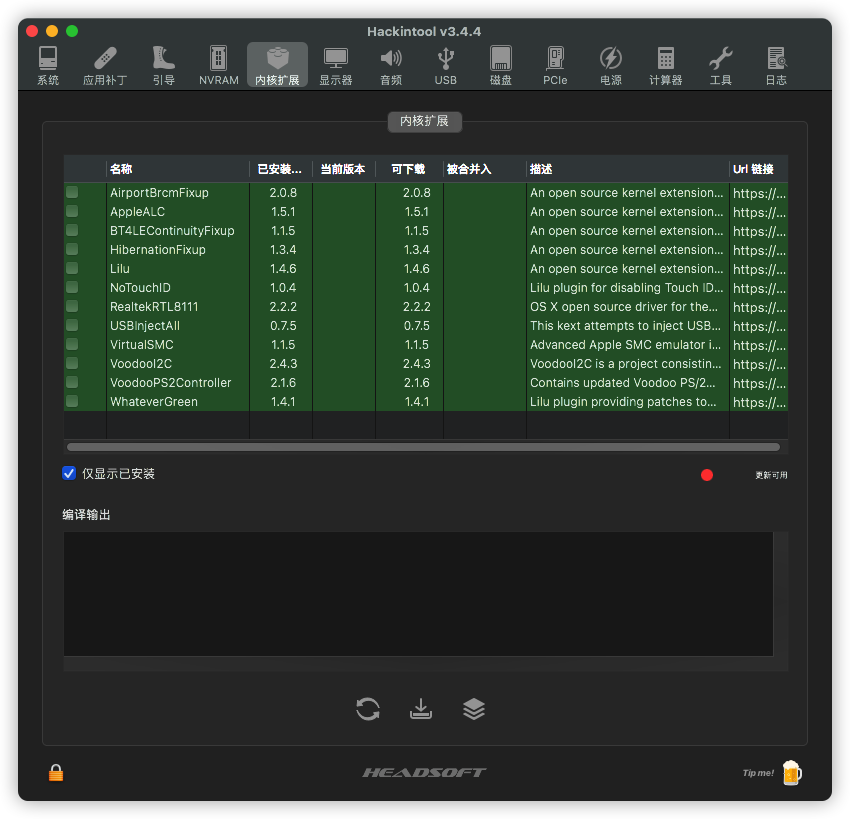 Hackintool v3.4.4
系统 应用补丁 引导 NVRAM 内核扩展 显示器 音频 USB 磁盘 PCIe 电源 计算器 工具 日志
内核扩展
名称 已安装... 当前版本 可下载 被合并入 描述 Url 链接
AirportBrcmFixup 2.0.8 2.0.8 An open source kernel extension... https://...
AppleALC 1.5.1 1.5.1 An open source kernel extension... https://...
BT4LEContinuityFixup 1.1.5 1.1.5 An open source kernel extension... https://...
HibernationFixup 1.3.4 1.3.4 An open source kernel extension... https://...
Lilu 1.4.6 1.4.6 An open source kernel extension... https://...
NoTouchID 1.0.4 1.0.4 Lilu plugin for disabling Touch ID... https://...
RealtekRTL8111 2.2.2 2.2.2 OS X open source driver for the... https://...
USBInjectAll 0.7.5 0.7.5 This kext attempts to inject USB... https://...
VirtualSMC 1.1.5 1.1.5 Advanced Apple SMC emulator i... https://...
VoodooI2C 2.4.3 2.4.3 VoodooI2C is a project consistin... https://...
VoodooPS2Controller 2.1.6 2.1.6 Contains updated Voodoo PS/2... https://...
WhateverGreen 1.4.1 1.4.1 Lilu plugin providing patches to... https://...
仅显示已安装 更新可用
编译输出
HEADSOFT Tip me!